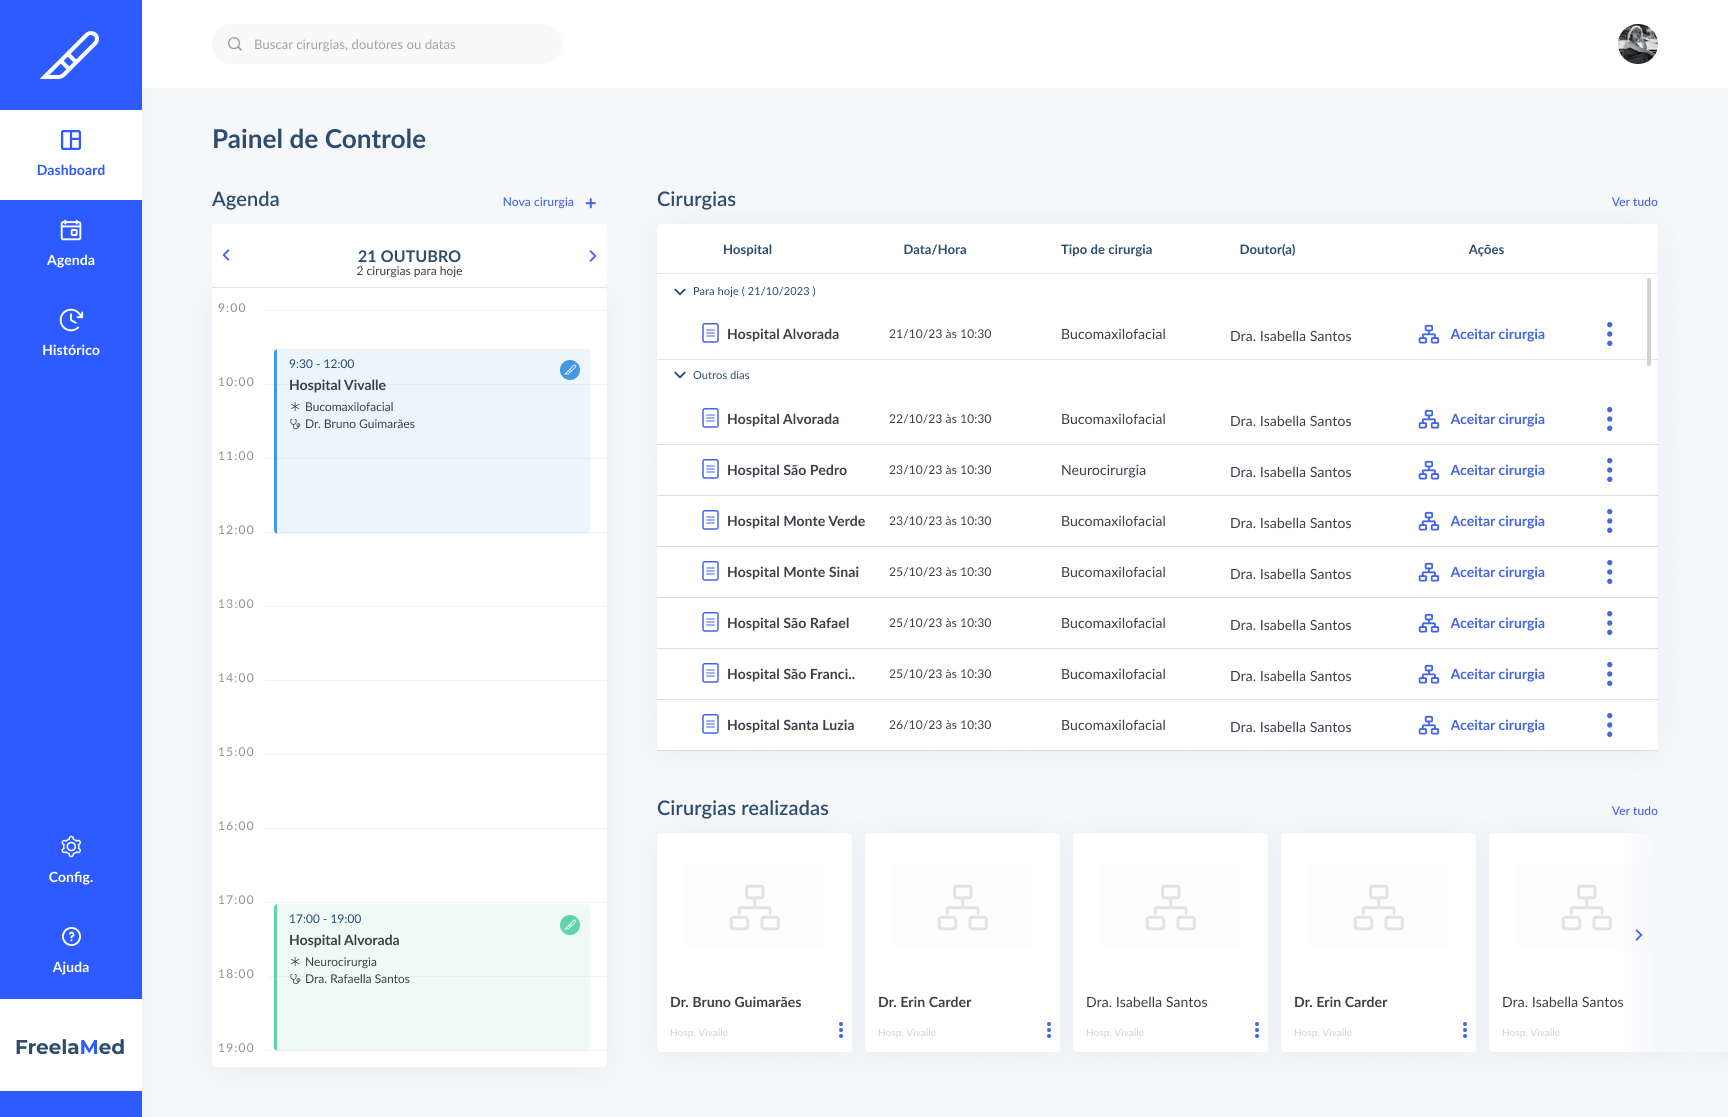 Buscar cirurgias, doutores ou datas
Dashboard
Agenda
Histórico
Config.
Ajuda
FreelaMed
Painel de Controle
Agenda
Nova cirurgia +
21 OUTUBRO
2 cirurgias para hoje
9:00
9:30 - 12:00
10:00
Hospital Vivalle
Bucomaxilofacial
Dr. Bruno Guimarães
11:00
12:00
13:00
14:00
15:00
16:00
17:00
17:00 - 19:00
Hospital Alvorada
Neurocirurgia
18:00
Dra. Rafaella Santos
19:00
Cirurgias
Ver tudo
Hospital Data/Hora Tipo de cirurgia Doutor(a) Ações
Para hoje ( 21/10/2023 )
Hospital Alvorada 21/10/23 às 10:30 Bucomaxilofacial Dra. Isabella Santos Aceitar cirurgia
Outros dias
Hospital Alvorada 22/10/23 às 10:30 Bucomaxilofacial Dra. Isabella Santos Aceitar cirurgia
Hospital São Pedro 23/10/23 às 10:30 Neurocirurgia Dra. Isabella Santos Aceitar cirurgia
Hospital Monte Verde 23/10/23 às 10:30 Bucomaxilofacial Dra. Isabella Santos Aceitar cirurgia
Hospital Monte Sinai 25/10/23 às 10:30 Bucomaxilofacial Dra. Isabella Santos Aceitar cirurgia
Hospital São Rafael 25/10/23 às 10:30 Bucomaxilofacial Dra. Isabella Santos Aceitar cirurgia
Hospital São Franci.. 25/10/23 às 10:30 Bucomaxilofacial Dra. Isabella Santos Aceitar cirurgia
Hospital Santa Luzia 26/10/23 às 10:30 Bucomaxilofacial Dra. Isabella Santos Aceitar cirurgia
Cirurgias realizadas
Ver tudo
Dr. Bruno Guimarães
Hosp. Vivalle
Dr. Erin Carder
Hosp. Vivalle
Dra. Isabella Santos
Hosp. Vivalle
Dr. Erin Carder
Hosp. Vivalle
Dra. Isabella Santos
Hosp. Vivalle